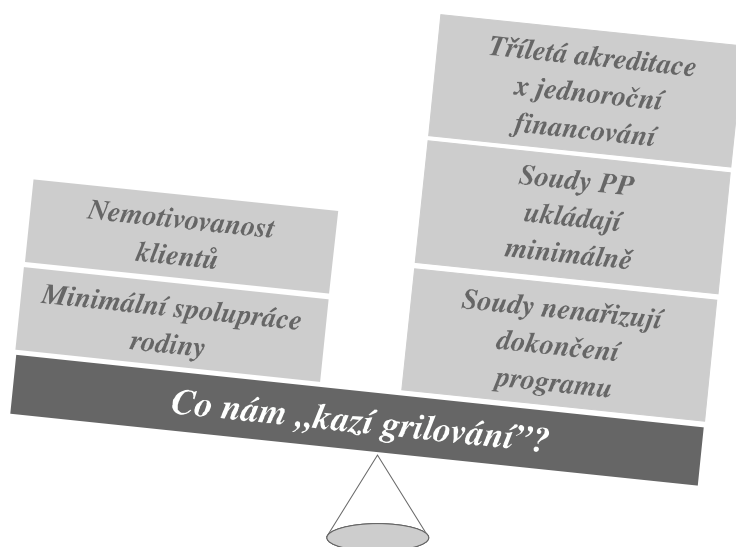 Nemotivovanost
klientů
Minimální spolupráce
rodiny
Tříletá akreditace
x jednoroční
financování
Soudy PP
ukládají
minimálně
Soudy nenařizují
dokončení
programu
Co nám „kazí grilování”?